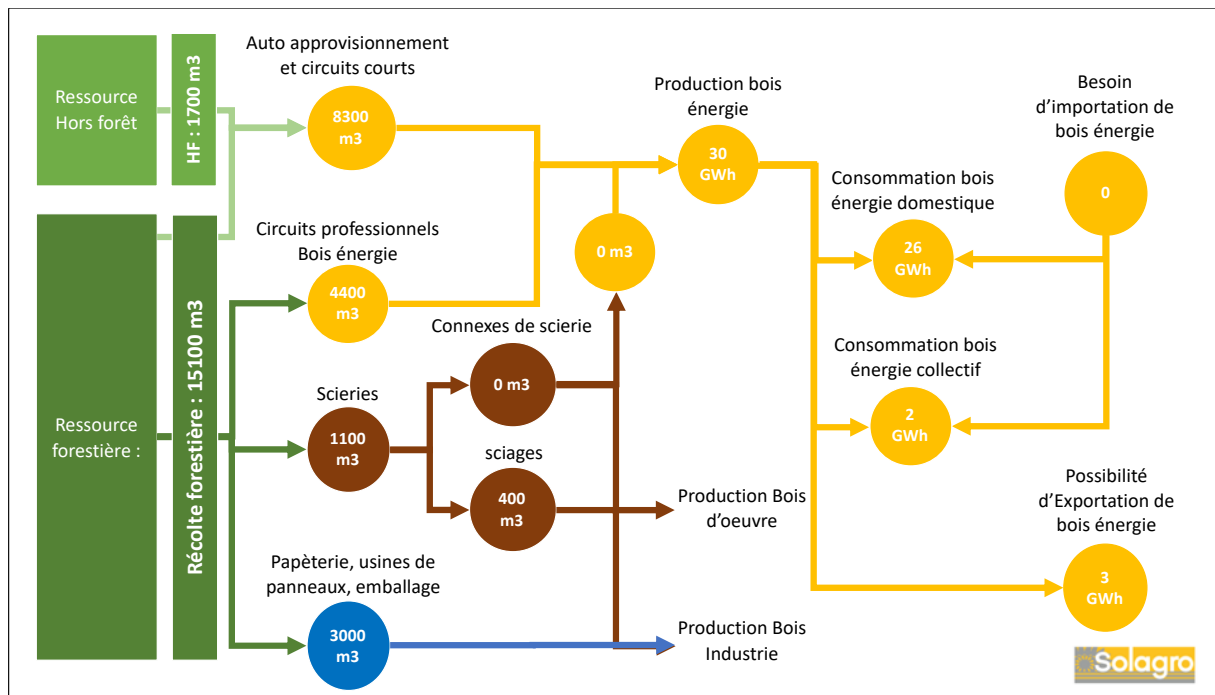 Ressource
Hors forêt
HF : 1700 m3
Auto approvisionnement
et circuits courts
8300
m3
Production bois
énergie
30
GWh
Besoin
d'importation de
bois énergie
0
Consommation bois
énergie domestique
26
GWh
Ressource
forestière :
Récolte forestière : 15100 m3
Circuits professionnels
Bois énergie
4400
m3
0 m3
Connexes de scierie
0 m3
Consommation bois
énergie collectif
2
GWh
Scieries
1100
m3
sciages
400
m3
Production Bois
d'oeuvre
Possibilité
d'Exportation de
bois énergie
3
GWh
Papèterie, usines de
panneaux, emballage
3000
m3
Production Bois
Industrie
Solagro